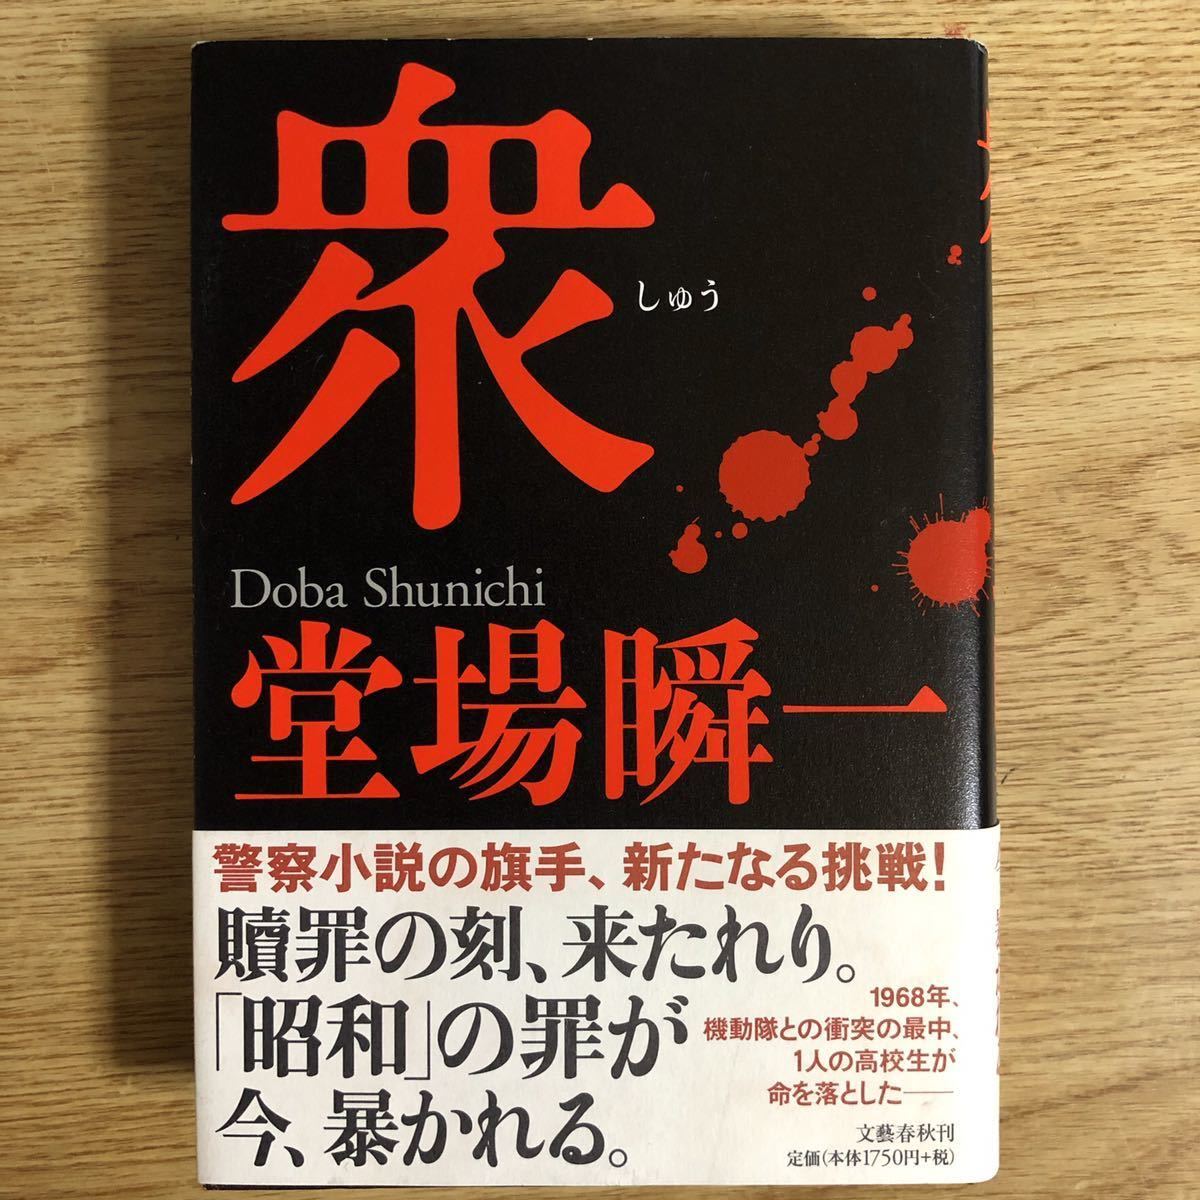 衆
しゅう
Doba Shunichi
堂場瞬一
警察小説の旗手、新たなる挑戦!
贖罪の刻、来たれり。
「昭和」の罪が
今、暴かれる。
1968年、
機動隊との衝突の最中、
1人の高校生が
命を落とした――
文藝春秋刊
定価(本体1750円+税)